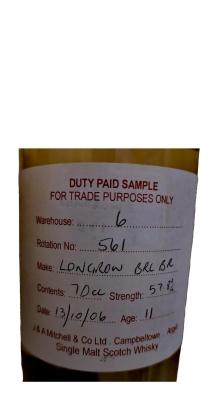 DUTY PAID SAMPLE
FOR TRADE PURPOSES ONLY
Warehouse: 6
Rotation No: 561
Make: LONGROW BRL BR
Contents: 70cl Strength: 57.
Date: 13/10/06 Age: 11
J & A Mitchell & Co Ltd. Campbeltown
Single Malt Scotch Whisky